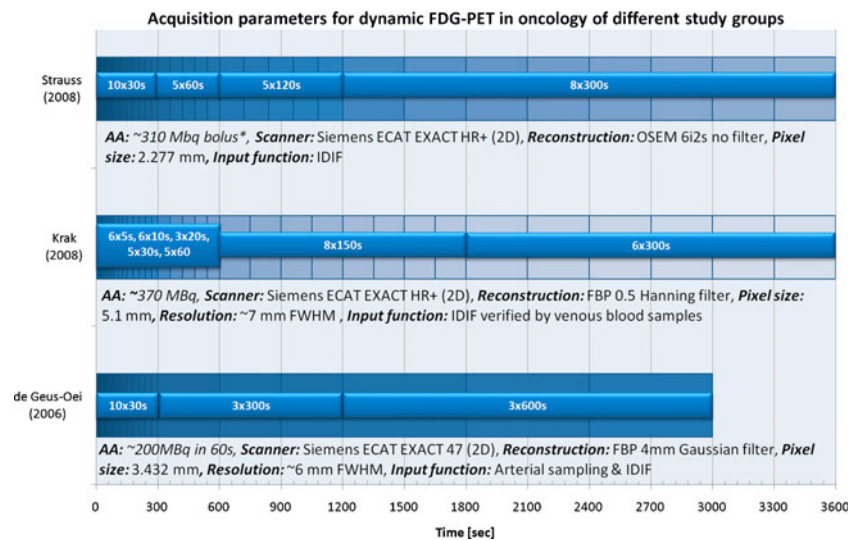 Acquisition parameters for dynamic FDG-PET in oncology of different study groups
Strauss
(2008)
10x30s 5x60s 5x120s 8x300s
AA: ~310 Mbq bolus*, Scanner: Siemens ECAT EXACT HR+ (2D), Reconstruction: OSEM 6i2s no filter, Pixel
size: 2.277 mm, Input function: IDIF
Krak
(2008)
6x5s, 6x10s, 3x20s,
5x30s, 5x60
8x150s 6x300s
AA: ~370 MBq, Scanner: Siemens ECAT EXACT HR+ (2D), Reconstruction: FBP 0.5 Hanning filter, Pixel size:
5.1 mm, Resolution: ~7 mm FWHM , Input function: IDIF verified by venous blood samples
de Geus-Oei
(2006)
10x30s 3x300s 3x600s
AA: ~200MBq in 60s, Scanner: Siemens ECAT EXACT 47 (2D), Reconstruction: FBP 4mm Gaussian filter, Pixel
size: 3.432 mm, Resolution: ~6 mm FWHM, Input function: Arterial sampling & IDIF
0 300 600 900 1200 1500 1800 2100 2400 2700 3000 3300 3600
Time [sec]